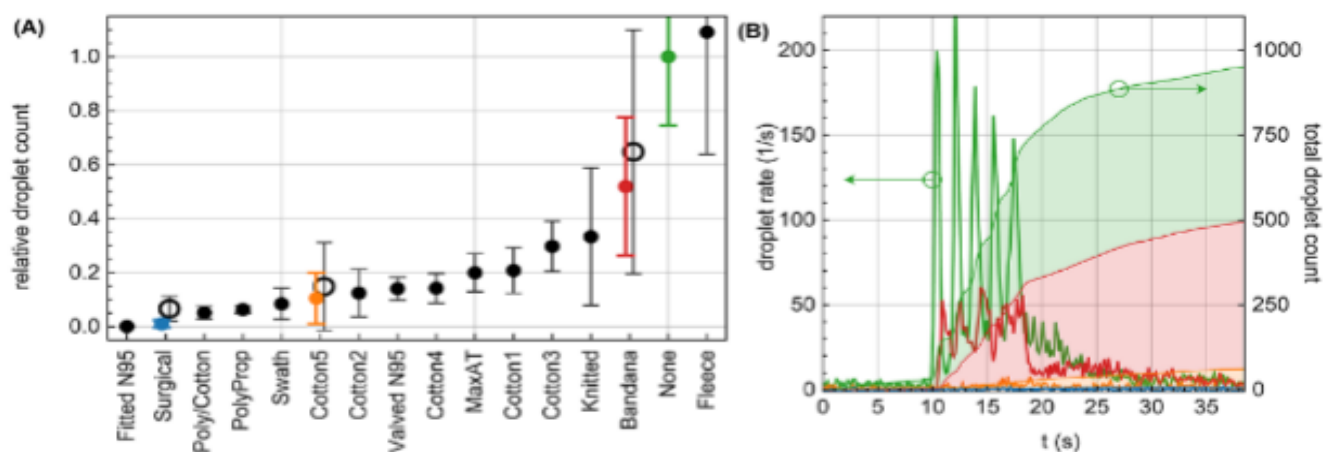 (A)
relative droplet count
1.0
0.8
0.6
0.4
0.2
0.0
Fitted N95
Surgical
Poly/Cotton
PolyProp
Swath
Cotton5
Cotton2
Valved N95
Cotton4
MaxAT
Cotton1
Cotton3
Knitted
Bandana
None
Fleece
(B)
droplet rate (1/s)
200
150
100
50
0
0 5 10 15 20 25 30 35
t (s)
1000
750
500
250
0
total droplet
count